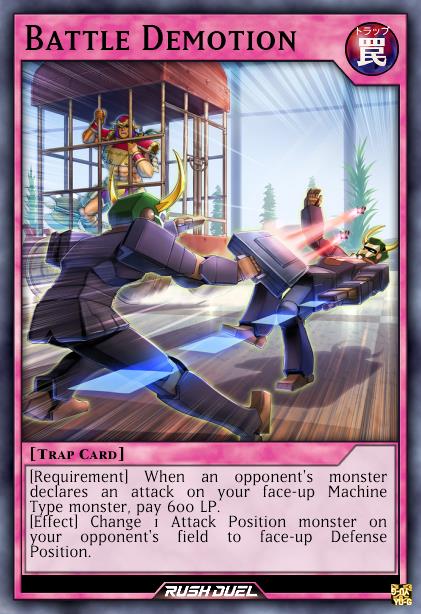 BATTLE DEMOTION
トラップ
罠
[TRAP CARD]
[Requirement] When an opponent's monster
declares an attack on your face-up Machine
Type monster, pay 600 LP.
[Effect] Change 1 Attack Position monster on
your opponent's field to face-up Defense
Position.
RUSH DUEL